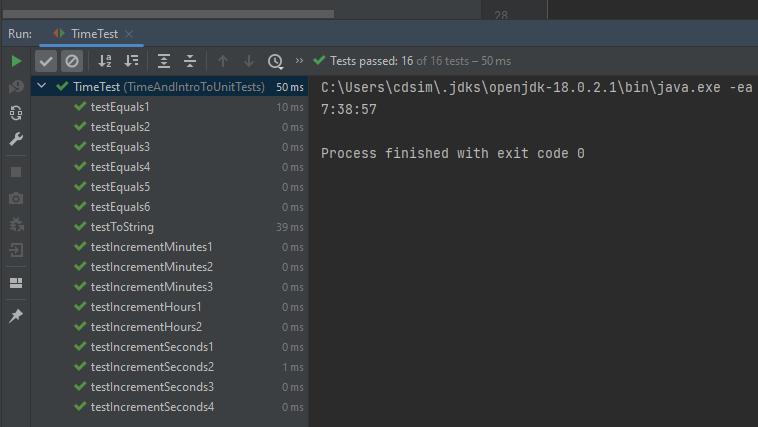 28
Run: TimeTest
Tests passed: 16 of 16 tests – 50 ms
TimeTest (TimeAndIntroToUnitTests) 50 ms
testEquals1 10 ms
testEquals2 0 ms
testEquals3 0 ms
testEquals4 0 ms
testEquals5 0 ms
testEquals6 0 ms
testToString 39 ms
testIncrementMinutes1 0 ms
testIncrementMinutes2 0 ms
testIncrementMinutes3 0 ms
testIncrementHours1 0 ms
testIncrementHours2 0 ms
testIncrementSeconds1 0 ms
testIncrementSeconds2 1 ms
testIncrementSeconds3 0 ms
testIncrementSeconds4 0 ms
C:\Users\cdsim\.jdks\openjdk-18.0.2.1\bin\java.exe -ea
7:38:57
Process finished with exit code 0